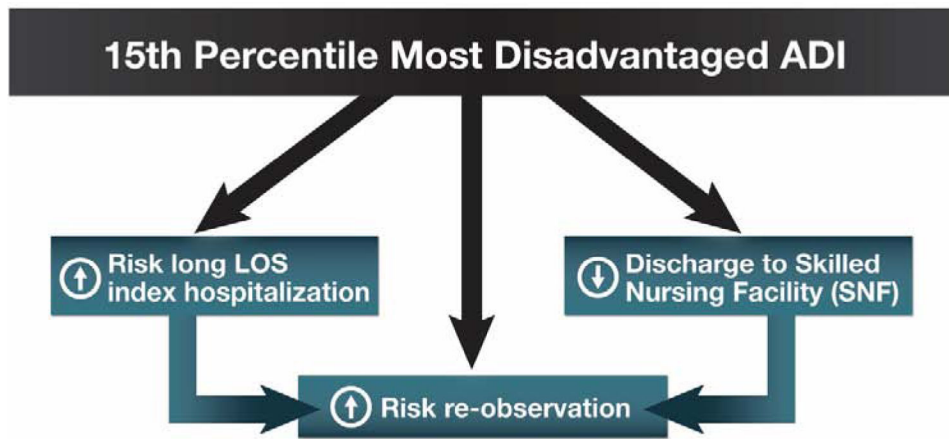 15th Percentile Most Disadvantaged ADI
Risk long LOS
index hospitalization
Discharge to Skilled
Nursing Facility (SNF)
Risk re-observation